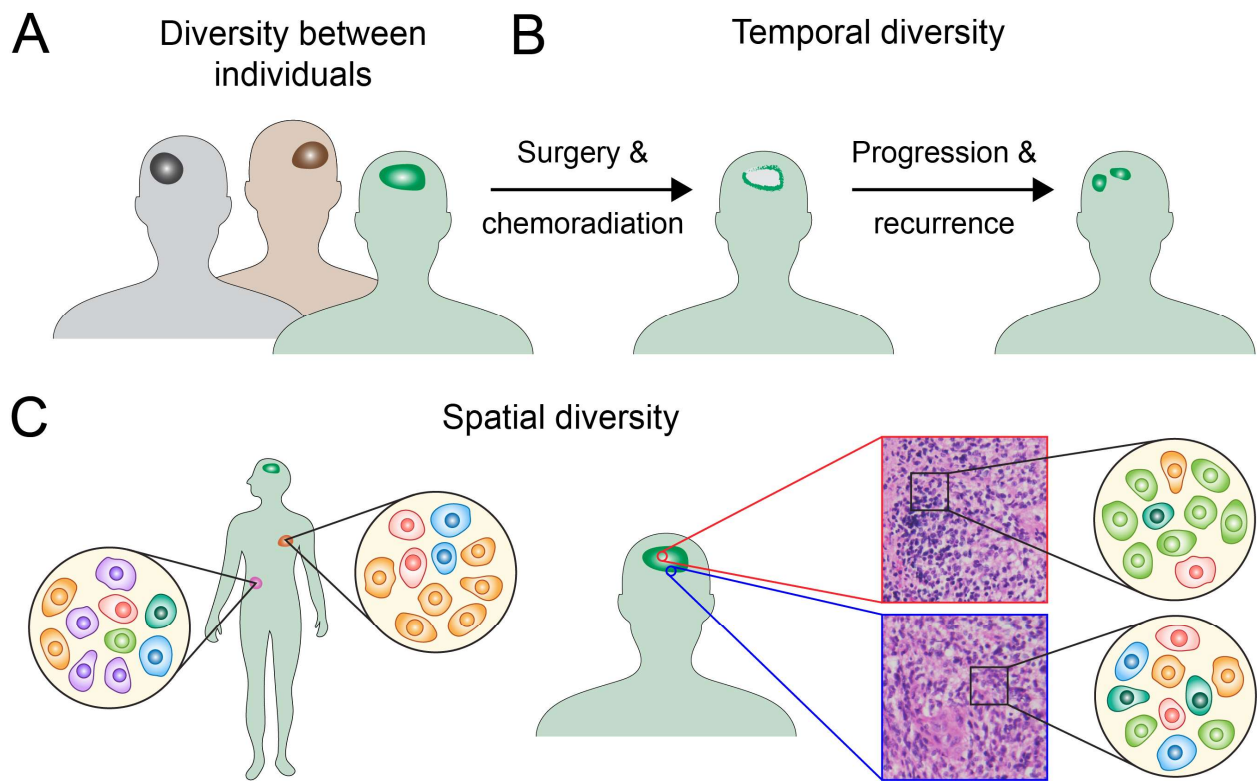 A
Diversity between
individuals
B
Temporal diversity
Surgery &
chemoradiation
Progression &
recurrence
C
Spatial diversity